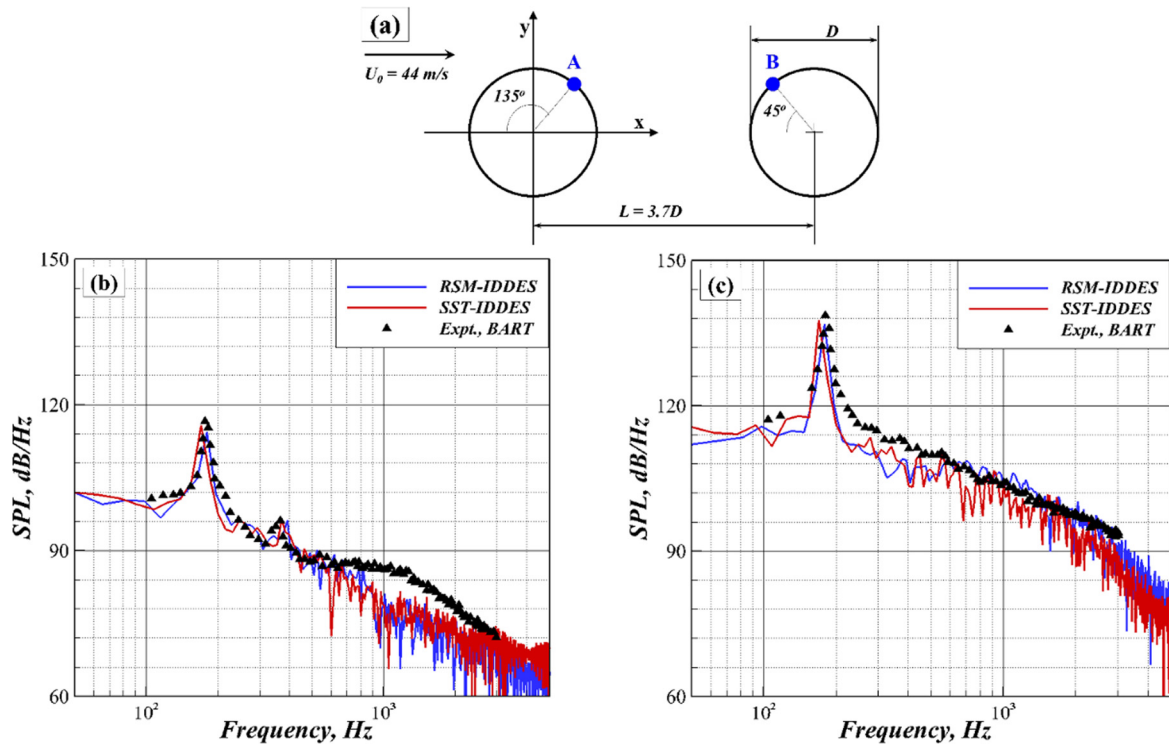 (a)
y
D
A
B
U₀ = 44 m/s
135º
45º
x
L = 3.7D
150
(b)
RSM-IDDES
SST-IDDES
Expt., BART
120
90
60
SPL, dB/Hz
10²
10³
Frequency, Hz
150
(c)
RSM-IDDES
SST-IDDES
Expt., BART
120
90
60
SPL, dB/Hz
10²
10³
Frequency, Hz